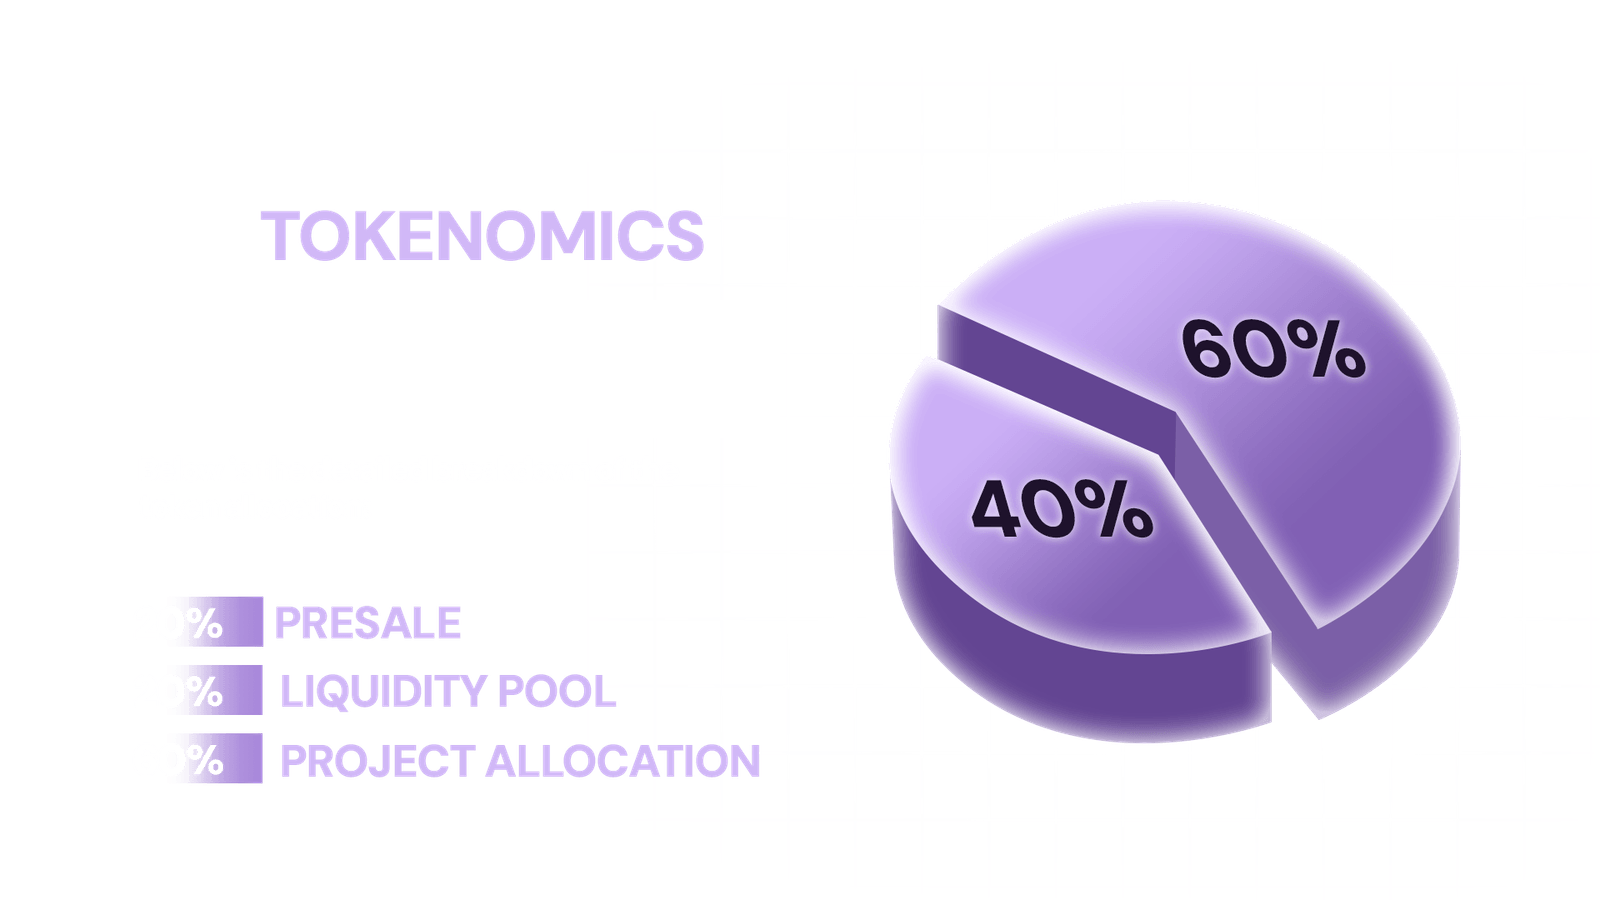 TOKENOMICS
60%
40%
PRESALE
LIQUIDITY POOL
PROJECT ALLOCATION